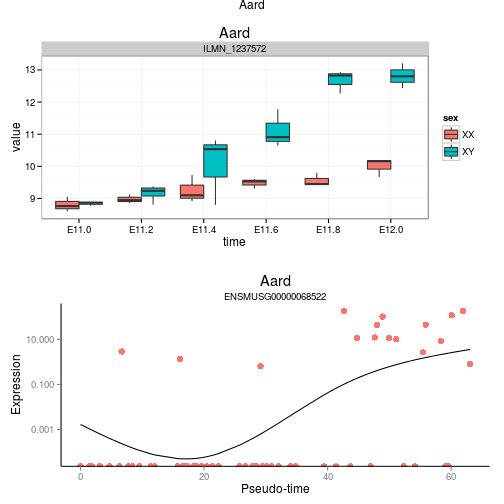 Aard
Aard
ILMN_1237572
13
12
11
10
9
value
E11.0 E11.2 E11.4 E11.6 E11.8 E12.0
time
sex
XX
XY
Aard
ENSMUSG00000068522
10.000
0.100
0.001
Expression
0 20 40 60
Pseudo-time